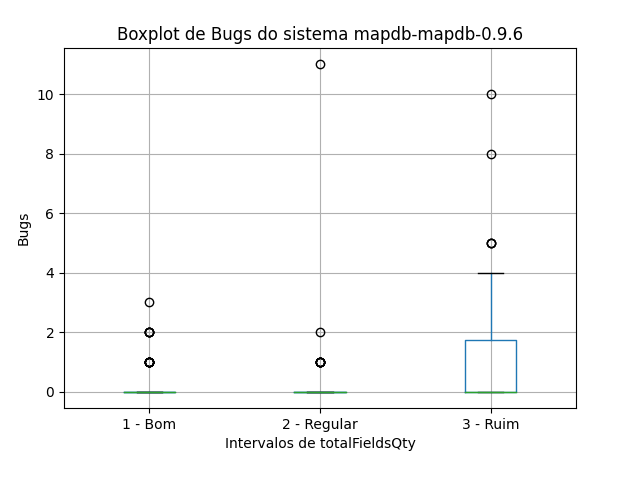 Boxplot de Bugs do sistema mapdb-mapdb-0.9.6
10
8
6
4
2
0
Bugs
1 - Bom
2 - Regular
3 - Ruim
Intervalos de totalFieldsQty